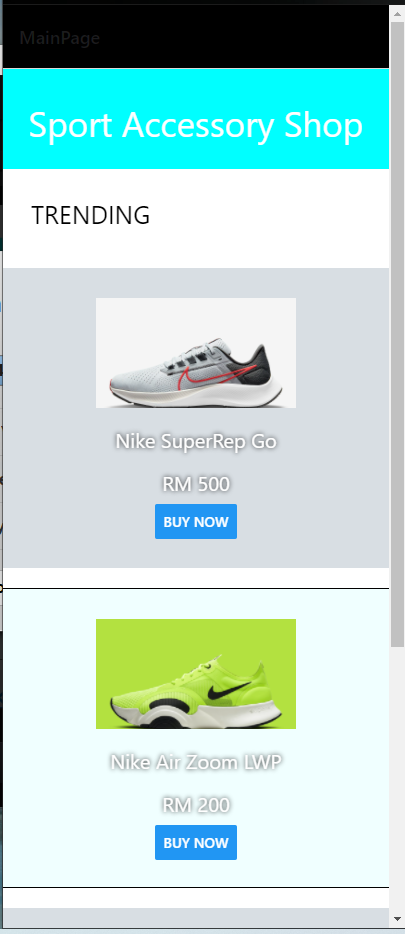 MainPage
Sport Accessory Shop
TRENDING
Nike SuperRep Go
RM 500
BUY NOW
Nike Air Zoom LWP
RM 200
BUY NOW